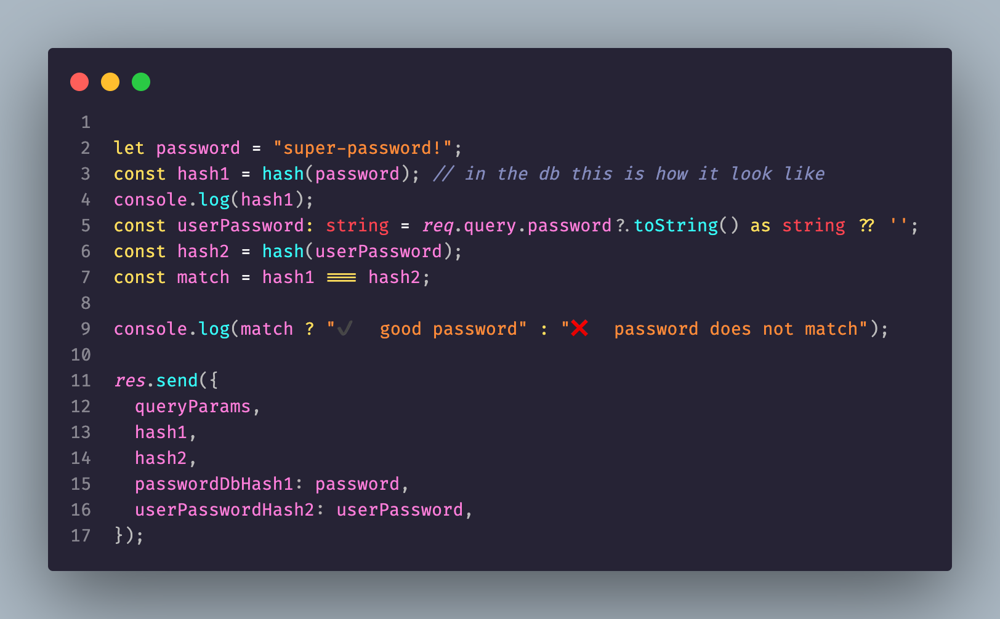 1
2 let password = "super-password!";
3 const hash1 = hash(password); // in the db this is how it look like
4 console.log(hash1);
5 const userPassword: string = req.query.password?.toString() as string ?? '';
6 const hash2 = hash(userPassword);
7 const match = hash1 === hash2;
8
9 console.log(match ? "✔ good password" : "❌ password does not match");
10
11 res.send({
12 queryParams,
13 hash1,
14 hash2,
15 passwordDbHash1: password,
16 userPasswordHash2: userPassword,
17 });